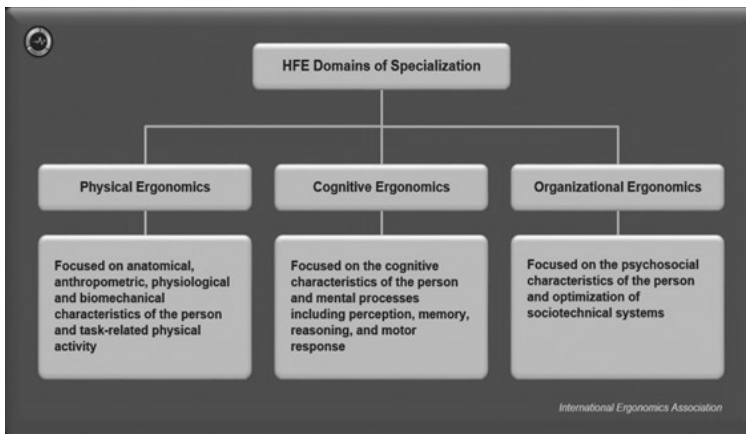 HFE Domains of Specialization
Physical Ergonomics
Cognitive Ergonomics
Organizational Ergonomics
Focused on anatomical,
anthropometric, physiological
and biomechanical
characteristics of the person
and task-related physical
activity
Focused on the cognitive
characteristics of the person
and mental processes
including perception, memory,
reasoning, and motor
response
Focused on the psychosocial
characteristics of the person
and optimization of
sociotechnical systems
International Ergonomics Association